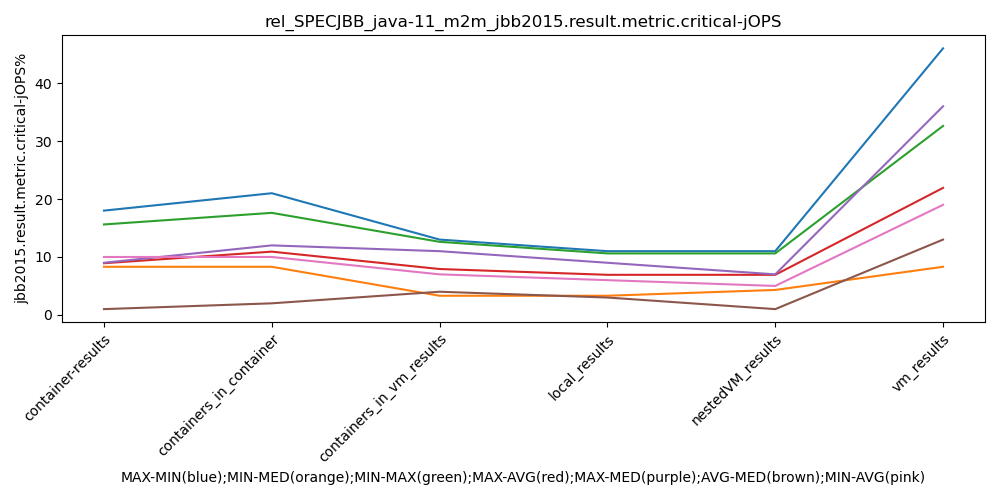 rel_SPECJBB_java-11_m2m_jbb2015.result.metric.critical-jOPS
jbb2015.result.metric.critical-jOPS%
40
30
20
10
0
container-results
containers_in_container
containers_in_vm_results
local_results
nestedVM_results
vm_results
MAX-MIN(blue);MIN-MED(orange);MIN-MAX(green);MAX-AVG(red);MAX-MED(purple);AVG-MED(brown);MIN-AVG(pink)